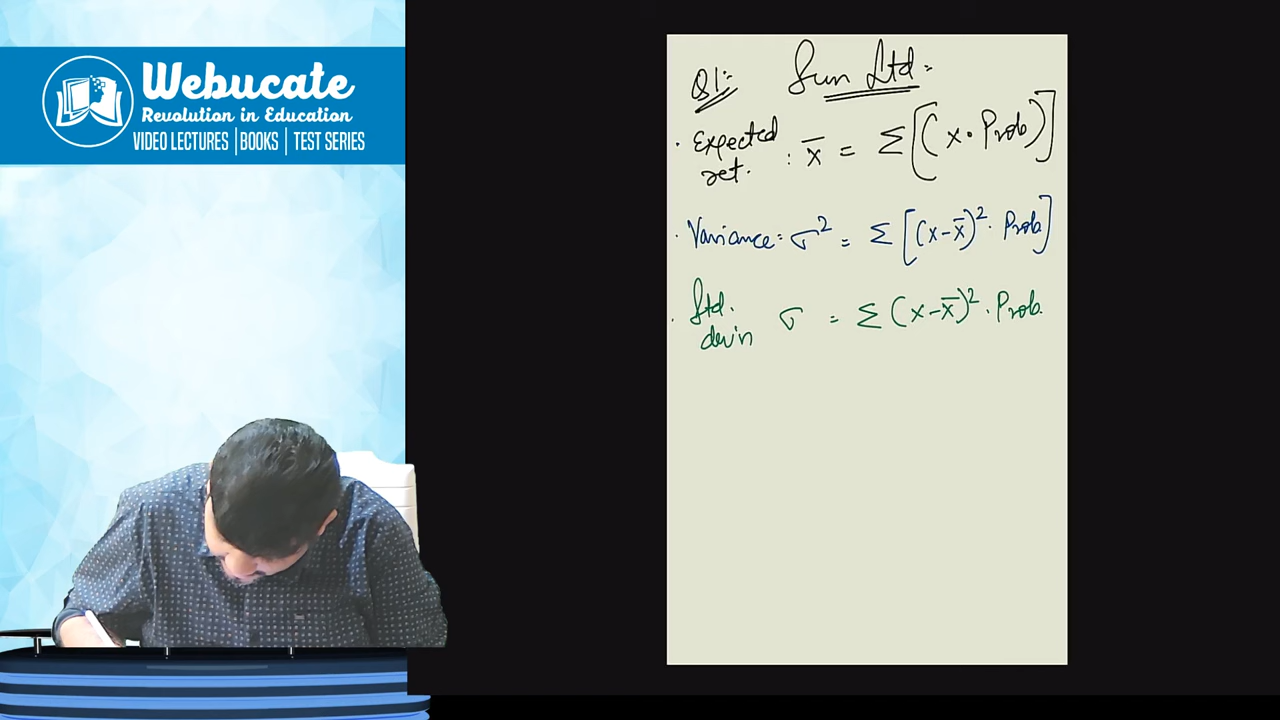 Webucate
Revolution in Education
VIDEO LECTURES | BOOKS | TEST SERIES
Q1:- Sun Ltd:-
· Expected ret. : x̄ = Σ[(x · Prob)]
· Variance: σ² = Σ[(x-x̄)² · Prob]
· Std. dev'n σ = Σ (x-x̄)² · Prob.